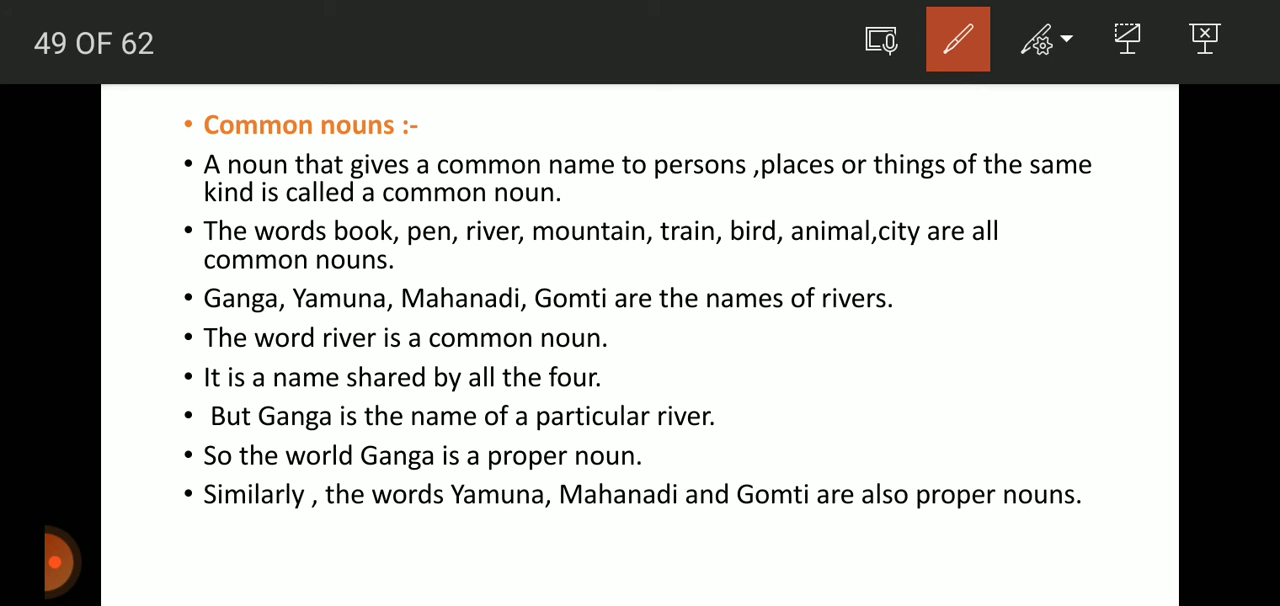 49 OF 62
• Common nouns :-
• A noun that gives a common name to persons ,places or things of the same
kind is called a common noun.
• The words book, pen, river, mountain, train, bird, animal,city are all
common nouns.
• Ganga, Yamuna, Mahanadi, Gomti are the names of rivers.
• The word river is a common noun.
• It is a name shared by all the four.
• But Ganga is the name of a particular river.
• So the world Ganga is a proper noun.
• Similarly , the words Yamuna, Mahanadi and Gomti are also proper nouns.